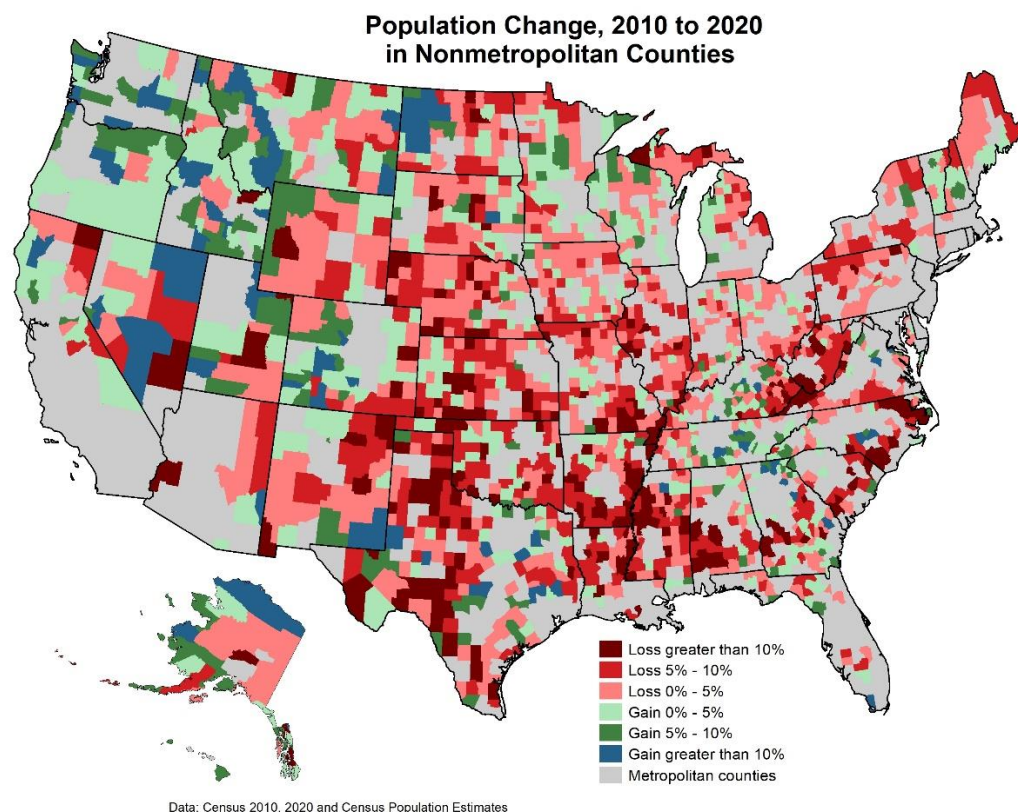 Population Change, 2010 to 2020
in Nonmetropolitan Counties
Loss greater than 10%
Loss 5% - 10%
Loss 0% - 5%
Gain 0% - 5%
Gain 5% - 10%
Gain greater than 10%
Metropolitan counties
Data: Census 2010, 2020 and Census Population Estimates